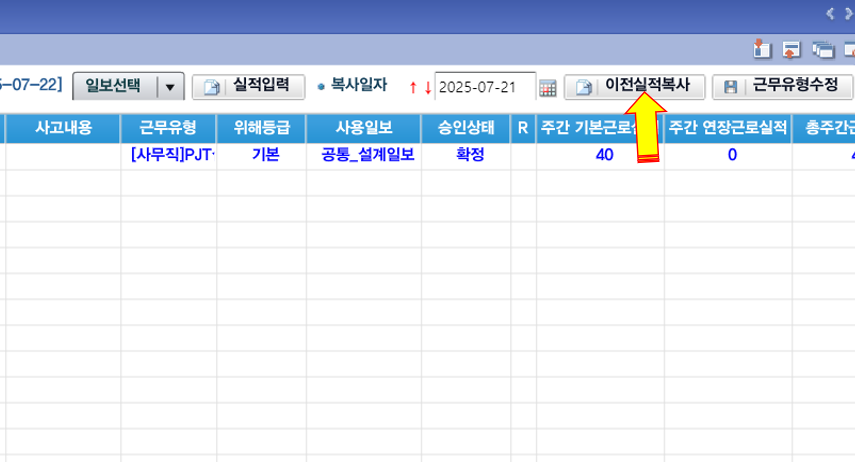 5-07-22] 일보선택 실적입력 복사일자 2025-07-21 이전실적복사 근무유형수정
사고내용 근무유형 위해등급 사용일보 승인상태 R 주간 기본근로 주간 연장근로실적 총주간근
[사무직]PJT· 기본 공통_설계일보 확정 40 0